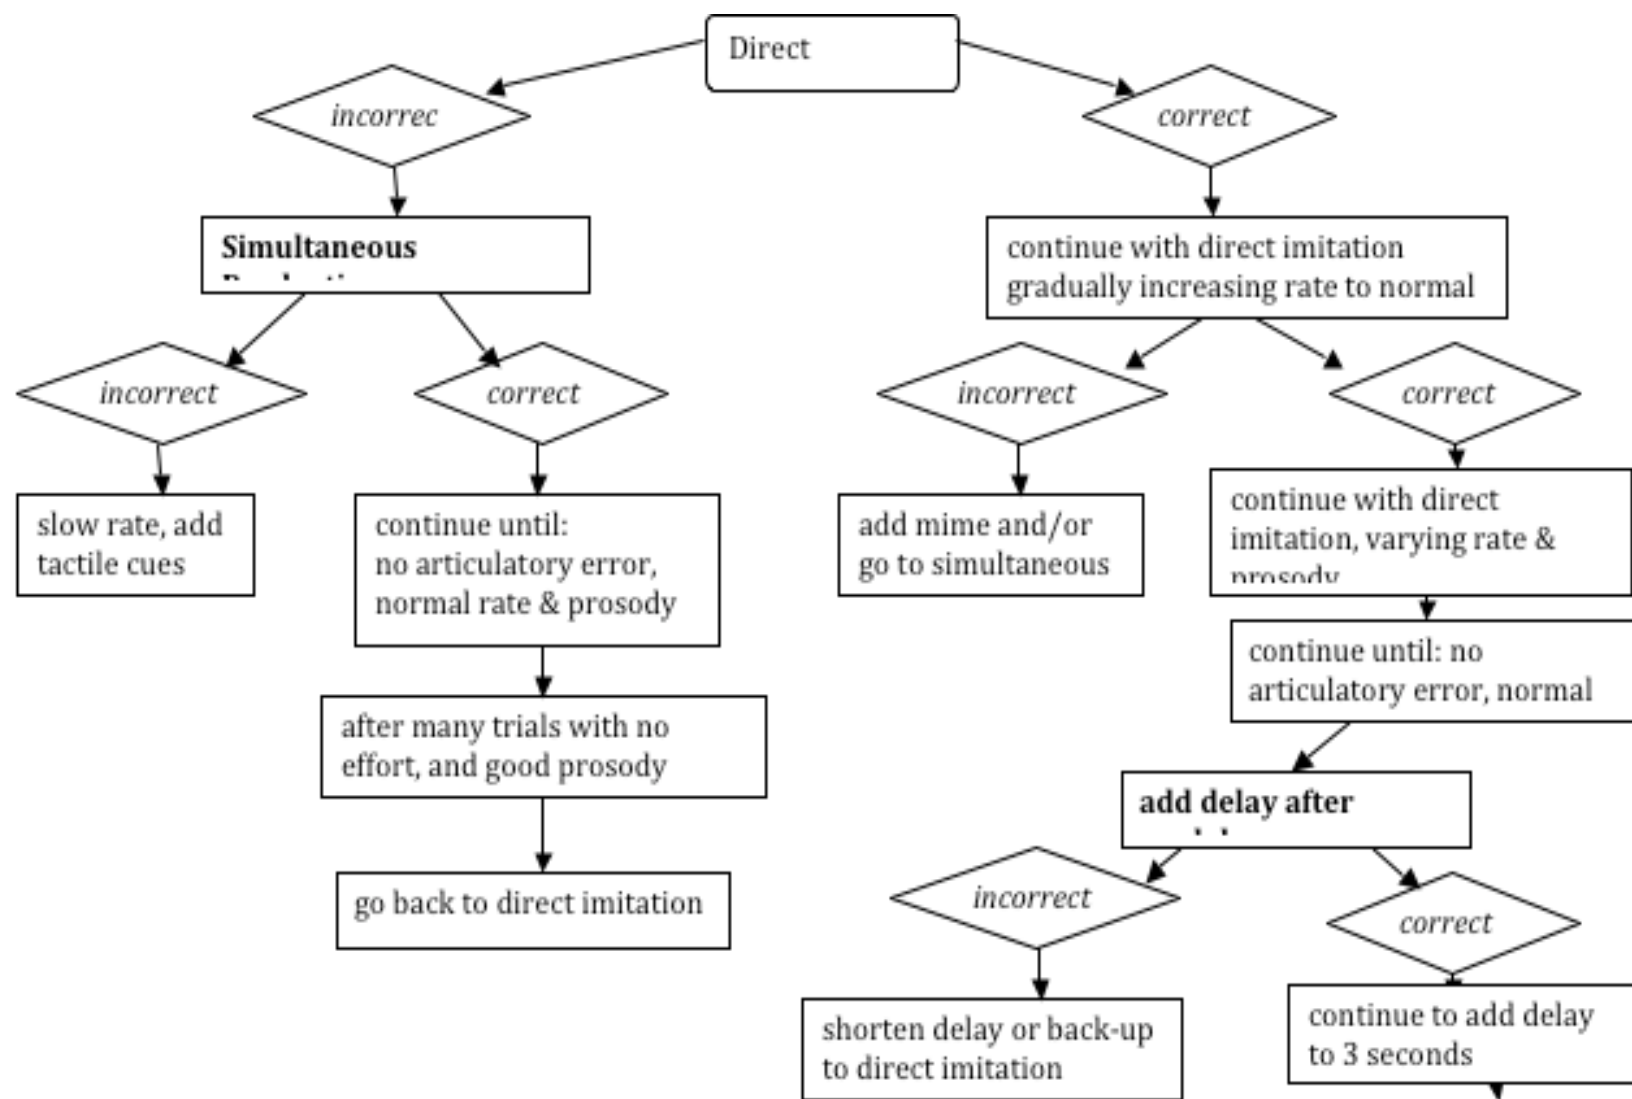 Direct
incorrec
correct
Simultaneous
continue with direct imitation
gradually increasing rate to normal
incorrect
correct
incorrect
correct
slow rate, add
tactile cues
continue until:
no articulatory error,
normal rate & prosody
add mime and/or
go to simultaneous
continue with direct
imitation, varying rate &
prosody
continue until: no
articulatory error, normal
after many trials with no
effort, and good prosody
add delay after
go back to direct imitation
incorrect
correct
shorten delay or back-up
to direct imitation
continue to add delay
to 3 seconds